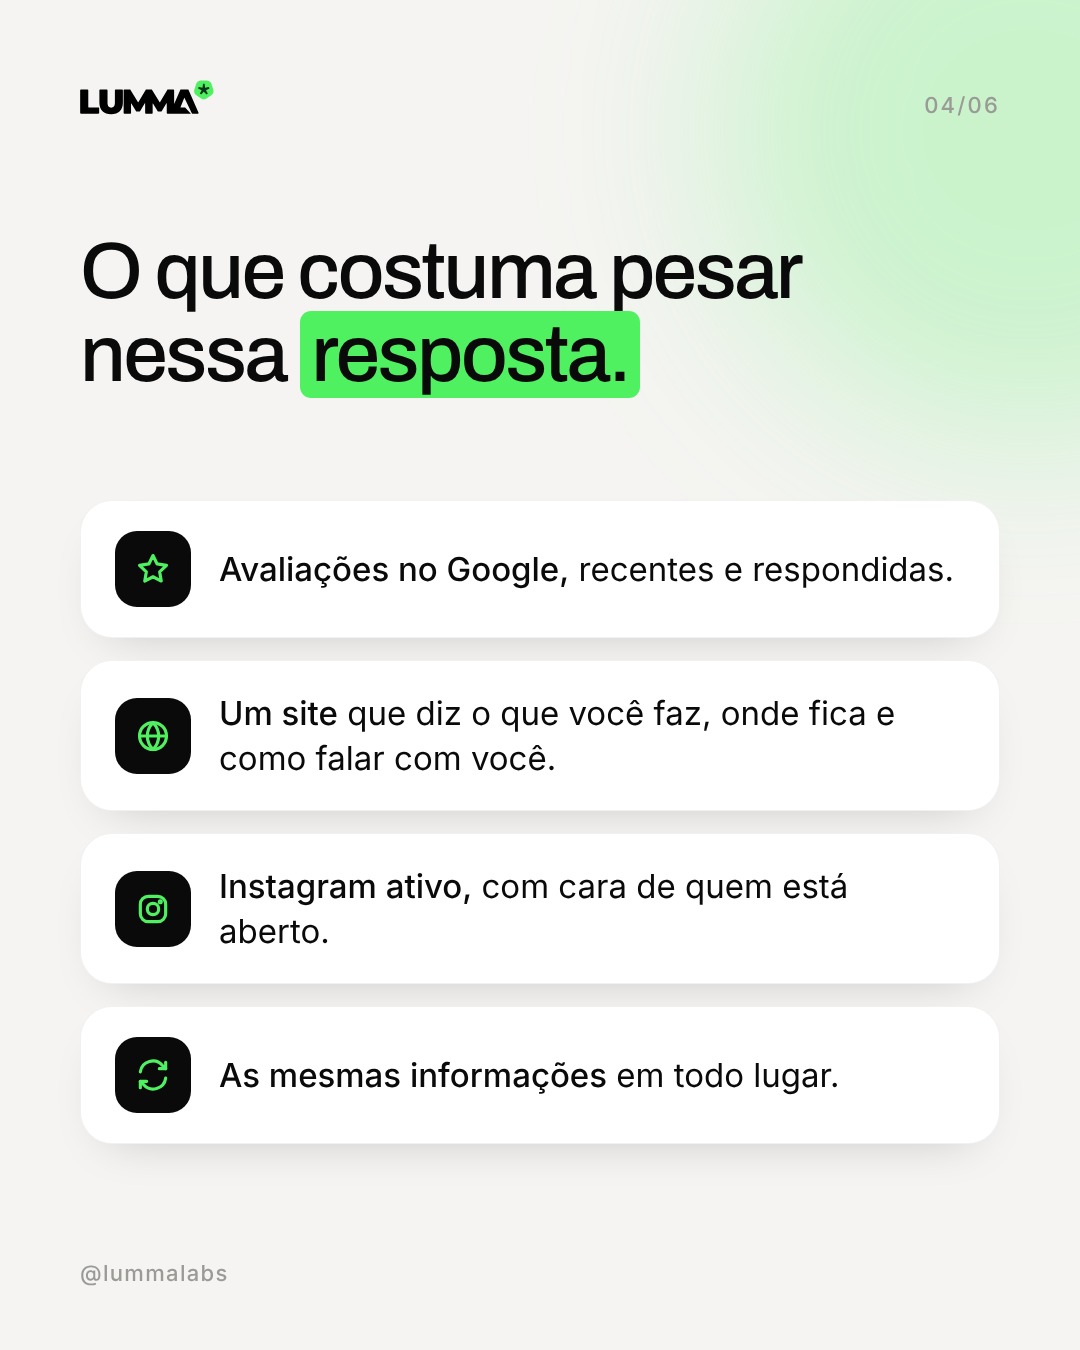 LUMMA
04/06
O que costuma pesar
nessa resposta.
Avaliações no Google, recentes e respondidas.
Um site que diz o que você faz, onde fica e
como falar com você.
Instagram ativo, com cara de quem está
aberto.
As mesmas informações em todo lugar.
@lummalabs